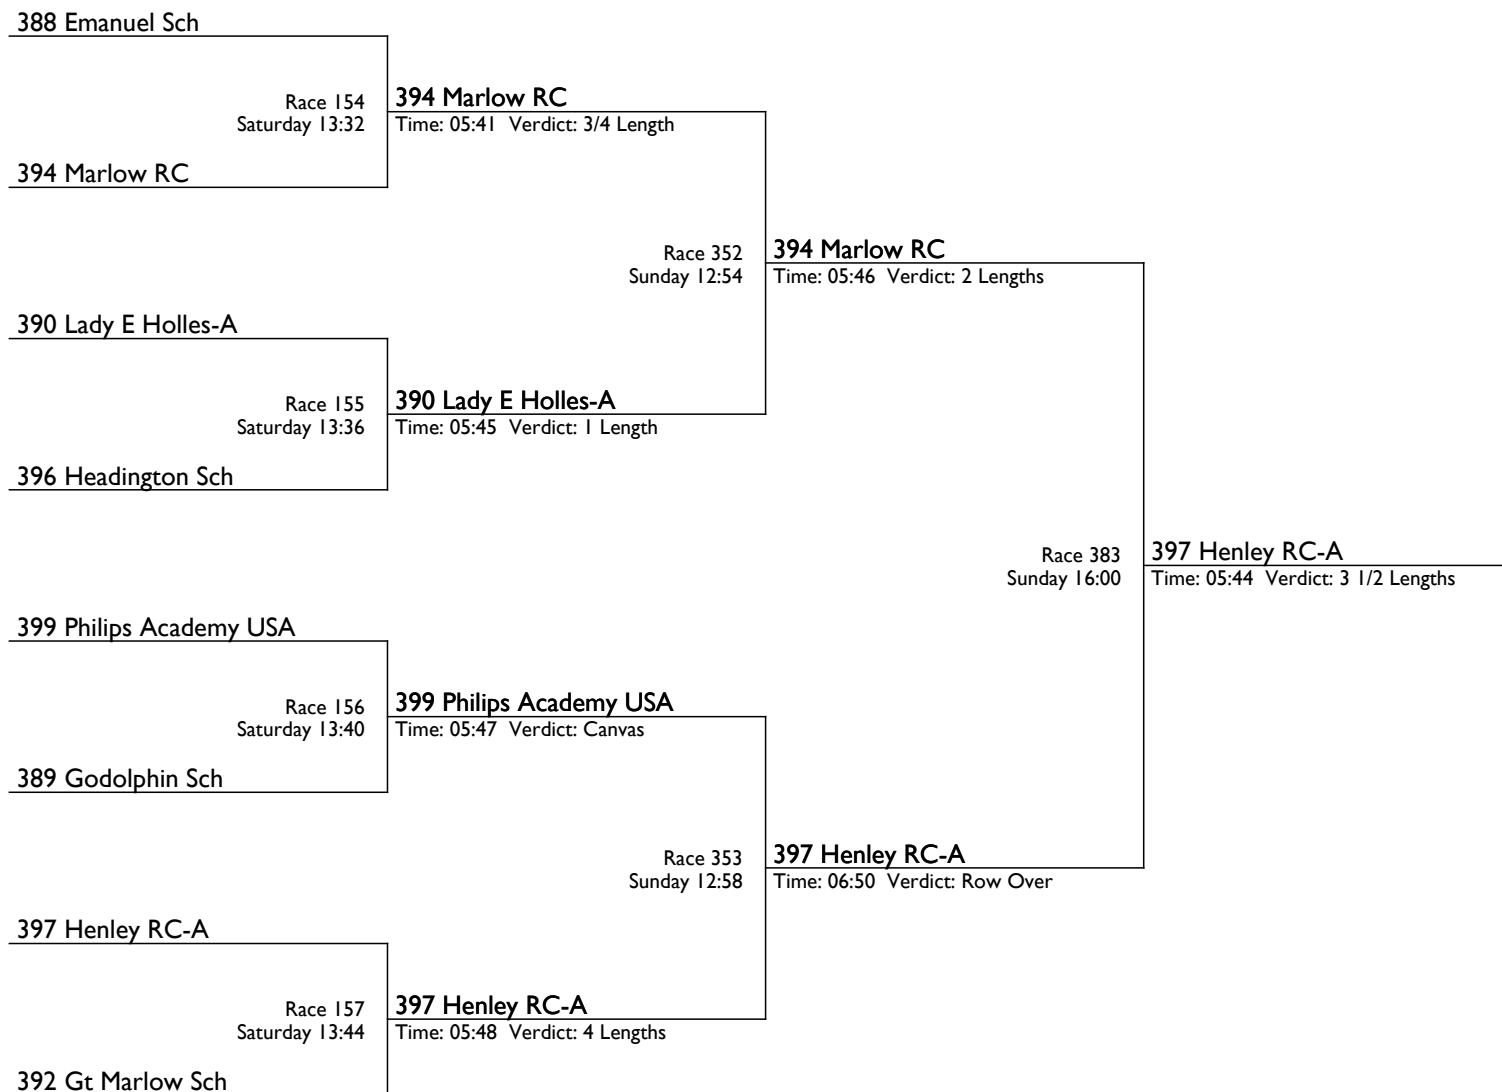 388 Emanuel Sch
Race 154
Saturday 13:32
394 Marlow RC
Time: 05:41 Verdict: 3/4 Length
394 Marlow RC
Race 352
Sunday 12:54
394 Marlow RC
Time: 05:46 Verdict: 2 Lengths
390 Lady E Holles-A
Race 155
Saturday 13:36
390 Lady E Holles-A
Time: 05:45 Verdict: 1 Length
396 Headington Sch
Race 383
Sunday 16:00
397 Henley RC-A
Time: 05:44 Verdict: 3 1/2 Lengths
399 Philips Academy USA
Race 156
Saturday 13:40
399 Philips Academy USA
Time: 05:47 Verdict: Canvas
389 Godolphin Sch
Race 353
Sunday 12:58
397 Henley RC-A
Time: 06:50 Verdict: Row Over
397 Henley RC-A
Race 157
Saturday 13:44
397 Henley RC-A
Time: 05:48 Verdict: 4 Lengths
392 Gt Marlow Sch